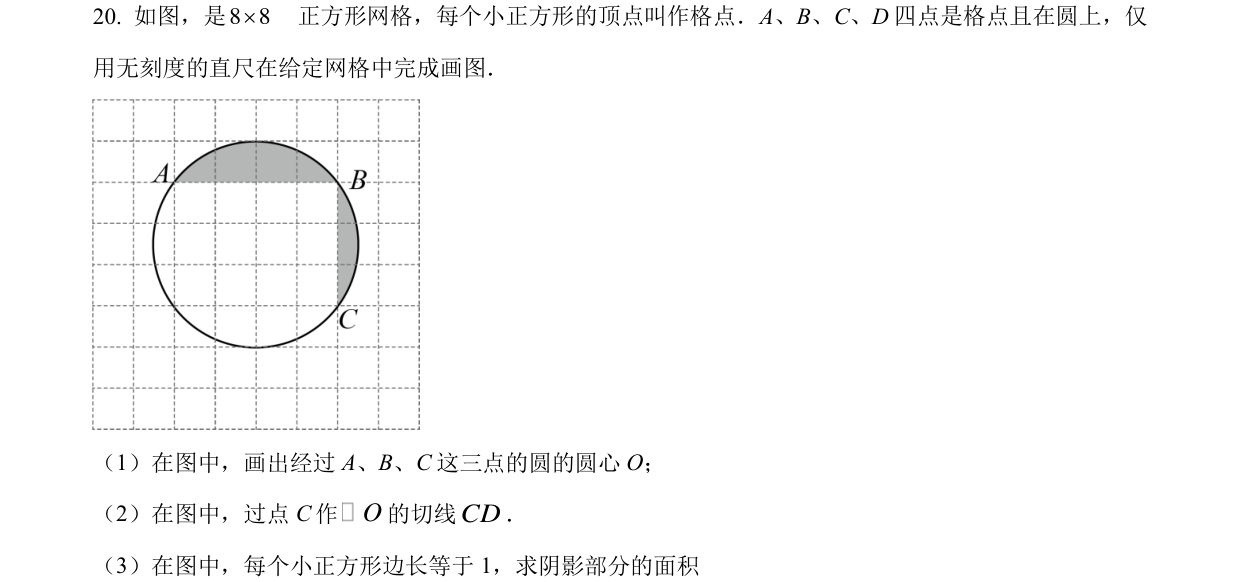 20. 如图，是8×8 正方形网格，每个小正方形的顶点叫作格点．A、B、C、D四点是格点且在圆上，仅
用无刻度的直尺在给定网格中完成画图．
A
B
C
（1）在图中，画出经过A、B、C这三点的圆的圆心O；
（2）在图中，过点C作□ O的切线CD．
（3）在图中，每个小正方形边长等于1，求阴影部分的面积